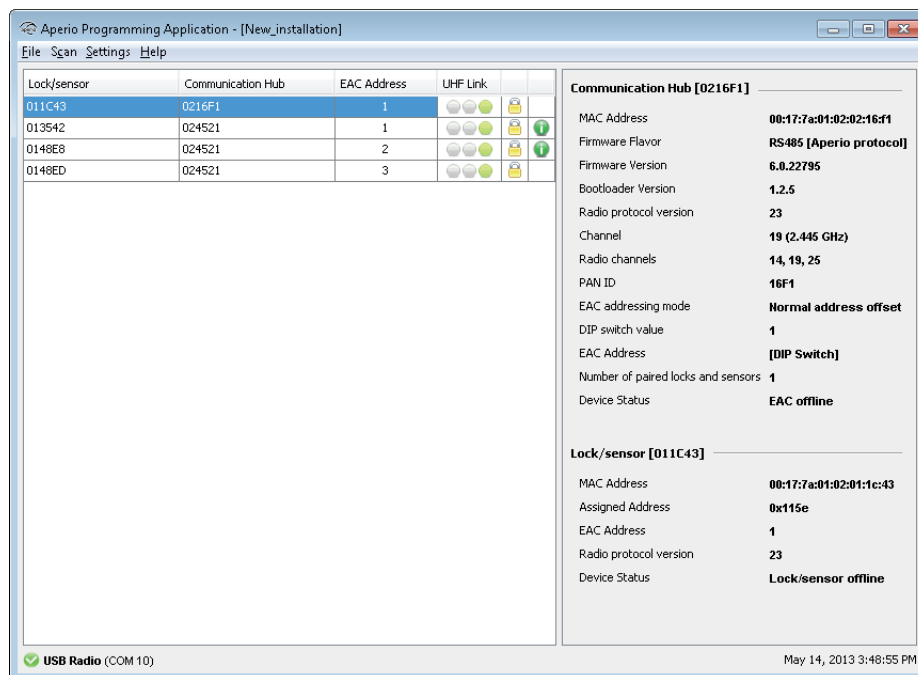 Aperio Programming Application - [New_installation]
File Scan Settings Help
Lock/sensor Communication Hub EAC Address UHF Link
011C43 0216F1 1
013542 024521 1
0148E8 024521 2
0148ED 024521 3
Communication Hub [0216F1]
MAC Address 00:17:7a:01:02:02:16:f1
Firmware Flavor RS485 [Aperio protocol]
Firmware Version 6.0.22795
Bootloader Version 1.2.5
Radio protocol version 23
Channel 19 (2.445 GHz)
Radio channels 14, 19, 25
PAN ID 16F1
EAC addressing mode Normal address offset
DIP switch value 1
EAC Address [DIP Switch]
Number of paired locks and sensors 1
Device Status EAC offline
Lock/sensor [011C43]
MAC Address 00:17:7a:01:02:01:1c:43
Assigned Address 0x115e
EAC Address 1
Radio protocol version 23
Device Status Lock/sensor offline
USB Radio (COM 10) May 14, 2013 3:48:55 PM